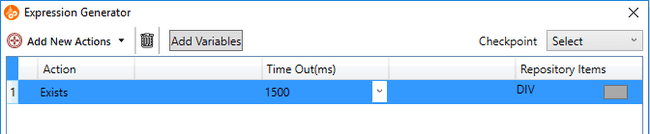 Expression Generator
Add New Actions Add Variables Checkpoint Select
Action Time Out(ms) Repository Items
1 Exists 1500 DIV